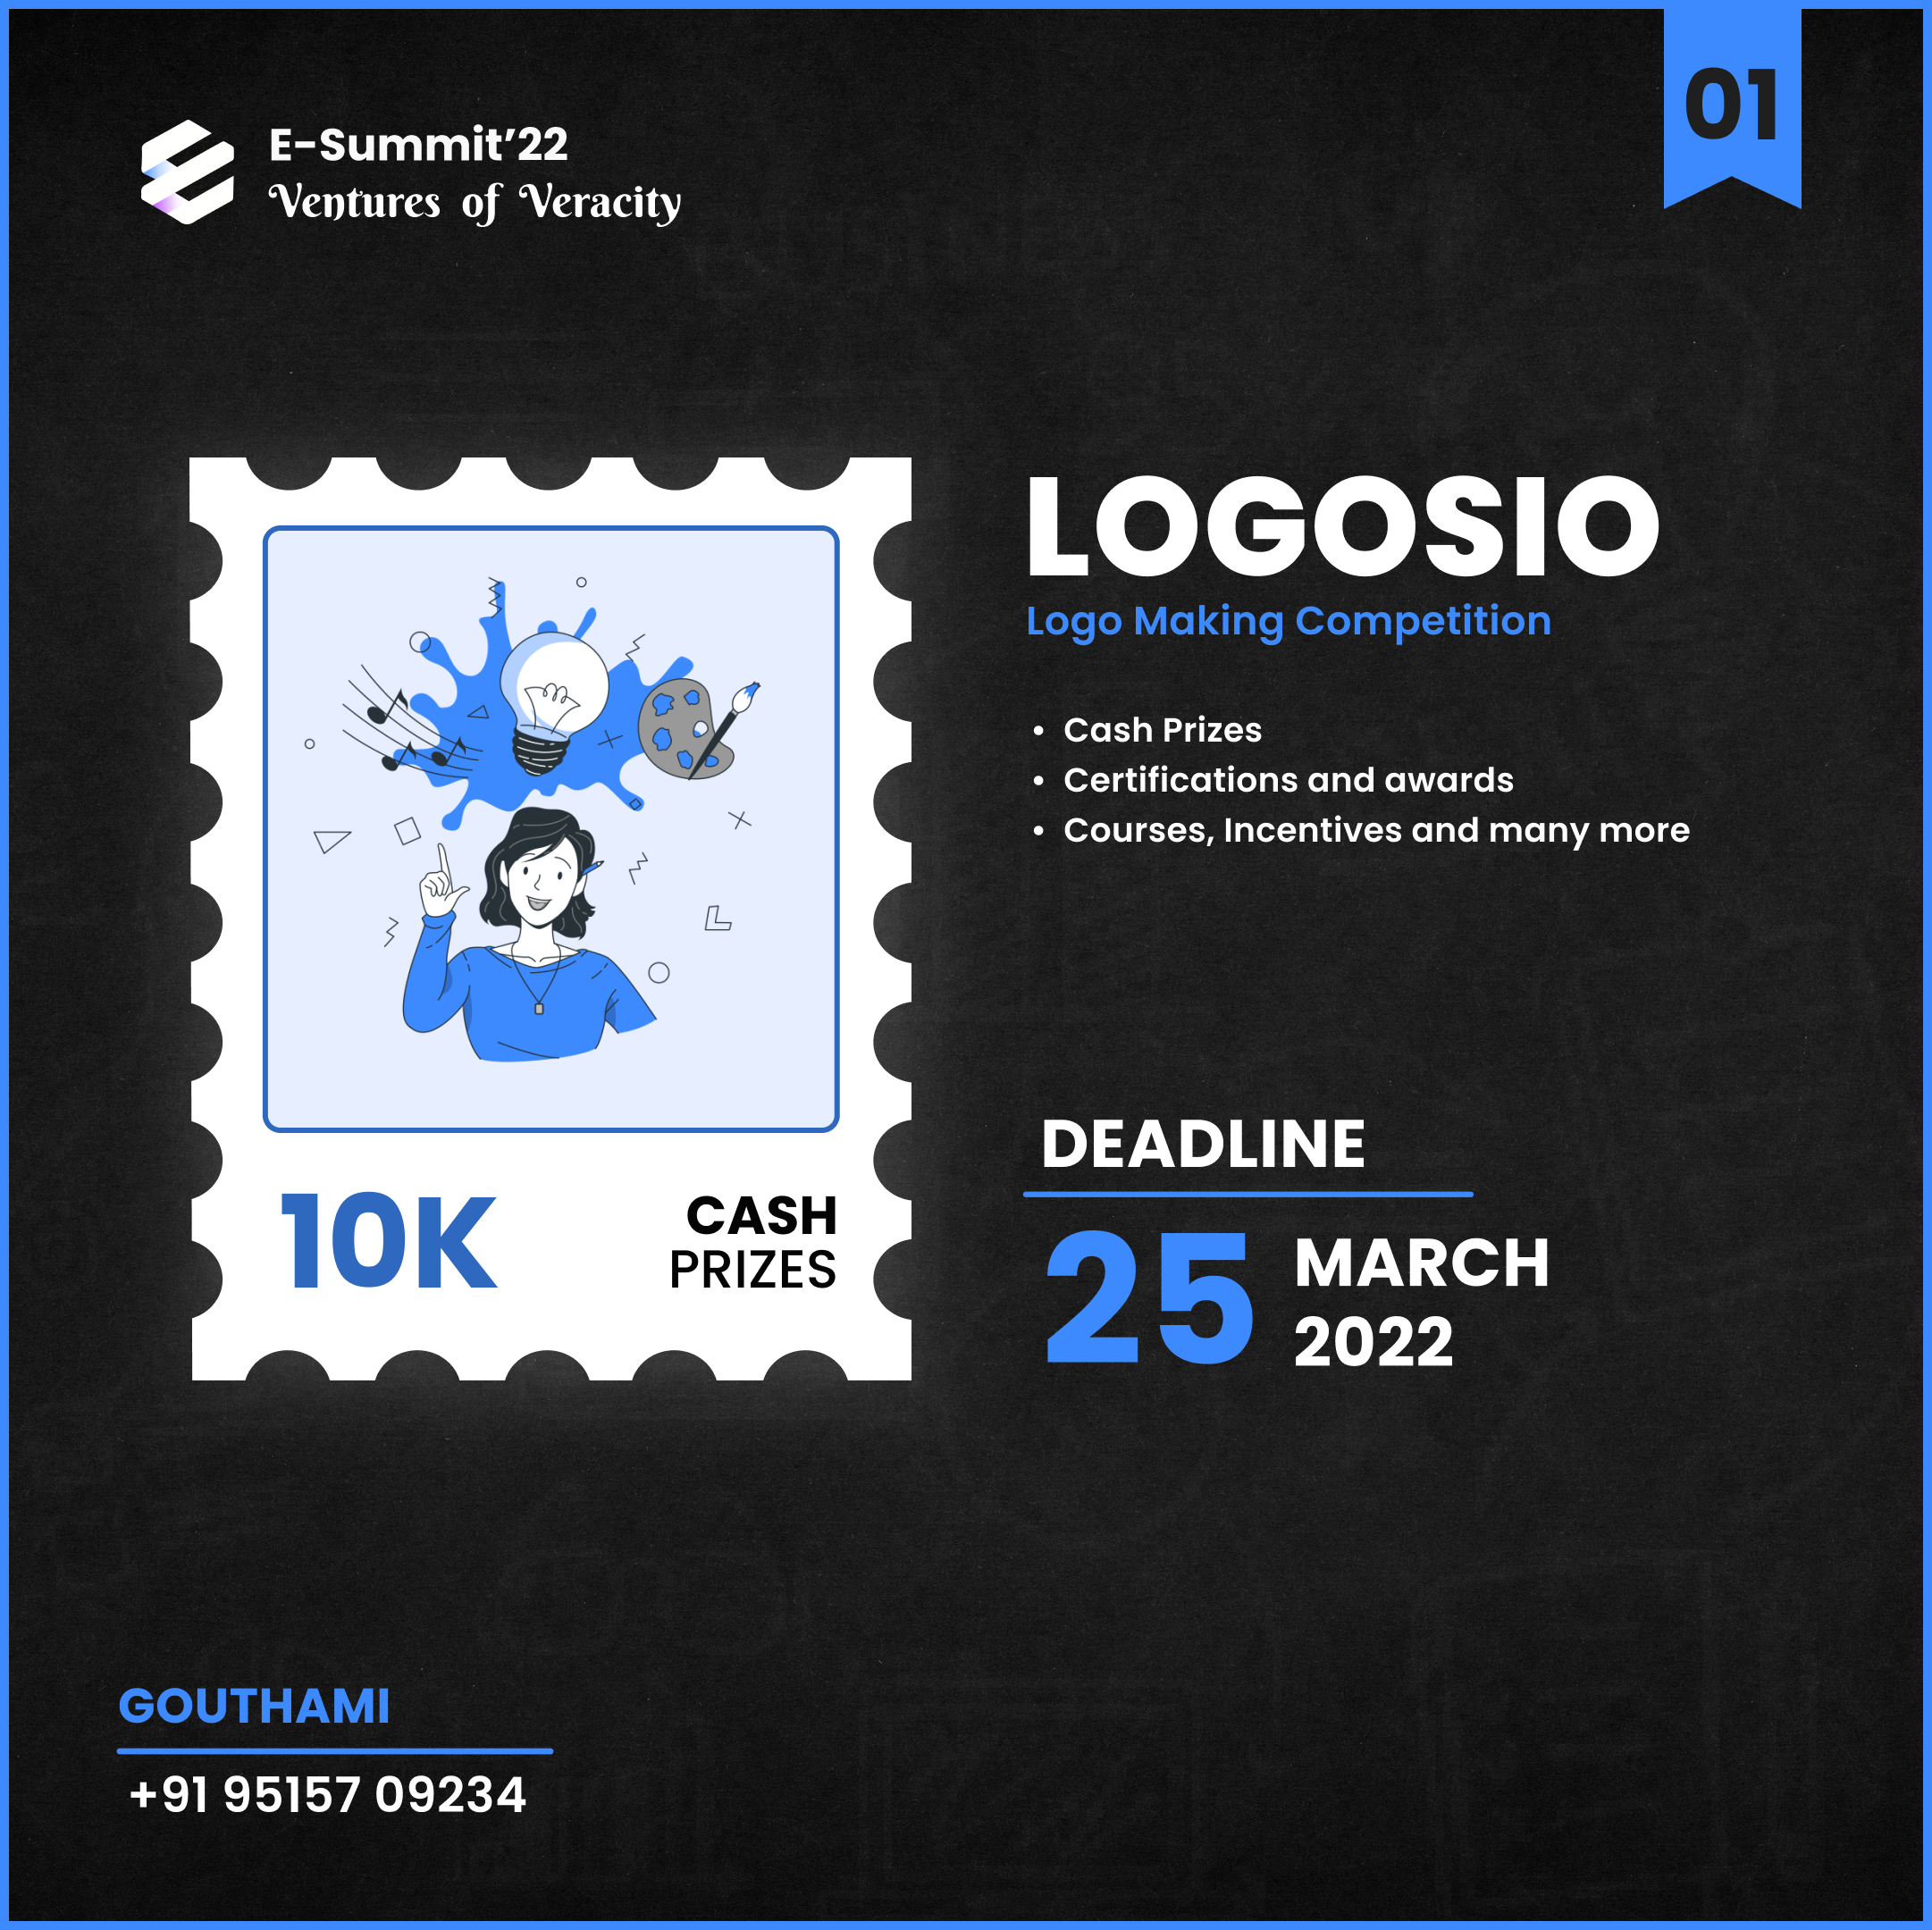 01
E-Summit’22
Ventures of Veracity
LOGOSIO
Logo Making Competition
• Cash Prizes
• Certifications and awards
• Courses, Incentives and many more
10K
CASH
PRIZES
DEADLINE
25
MARCH
2022
GOUTHAMI
+91 95157 09234